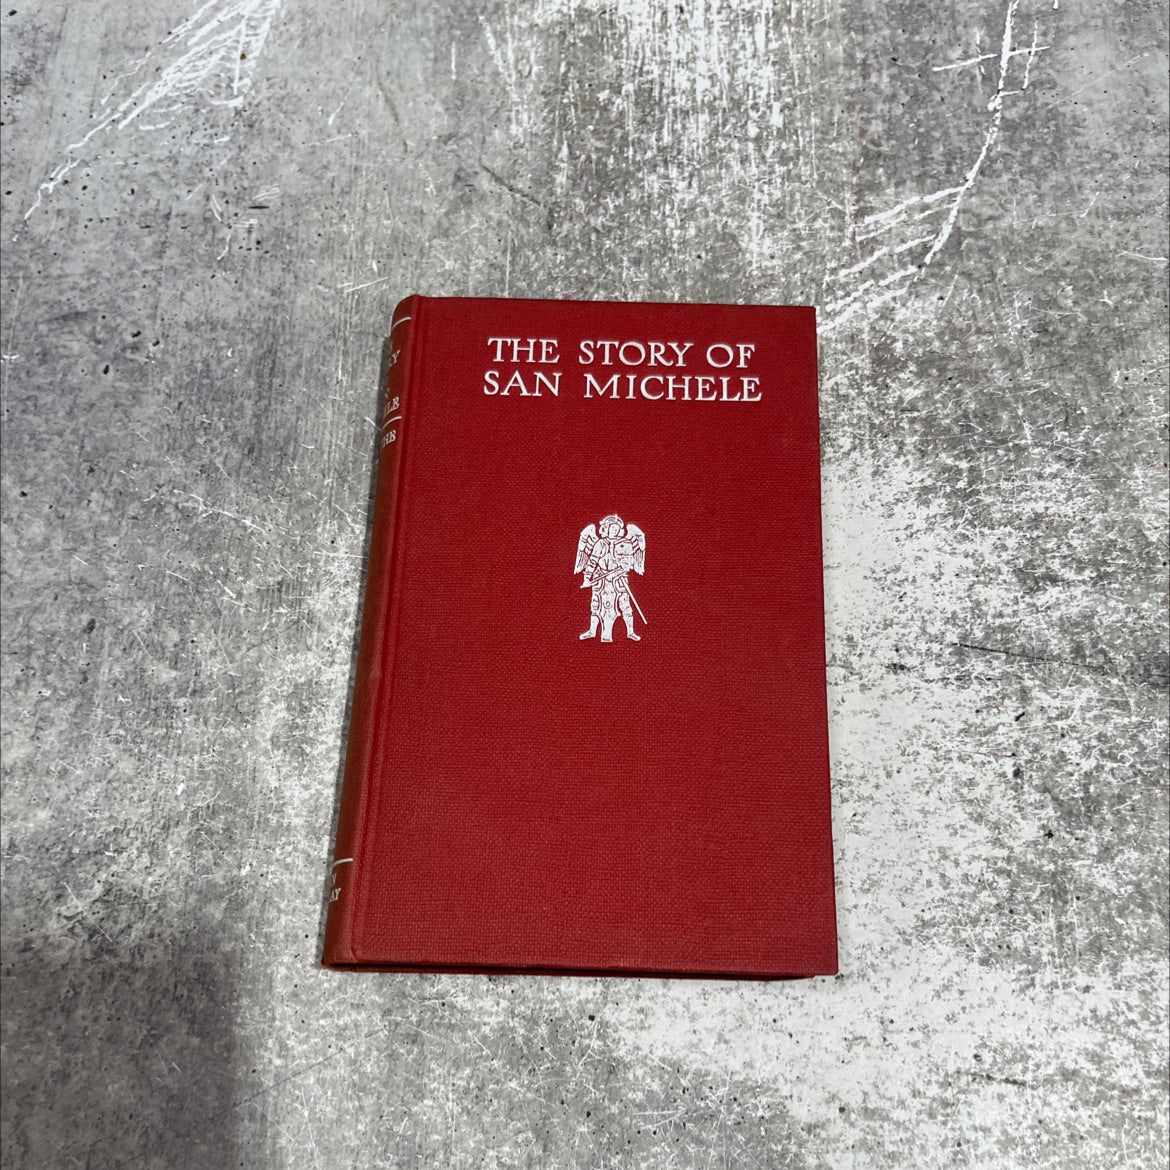 THE STORY OF
SAN MICHELE